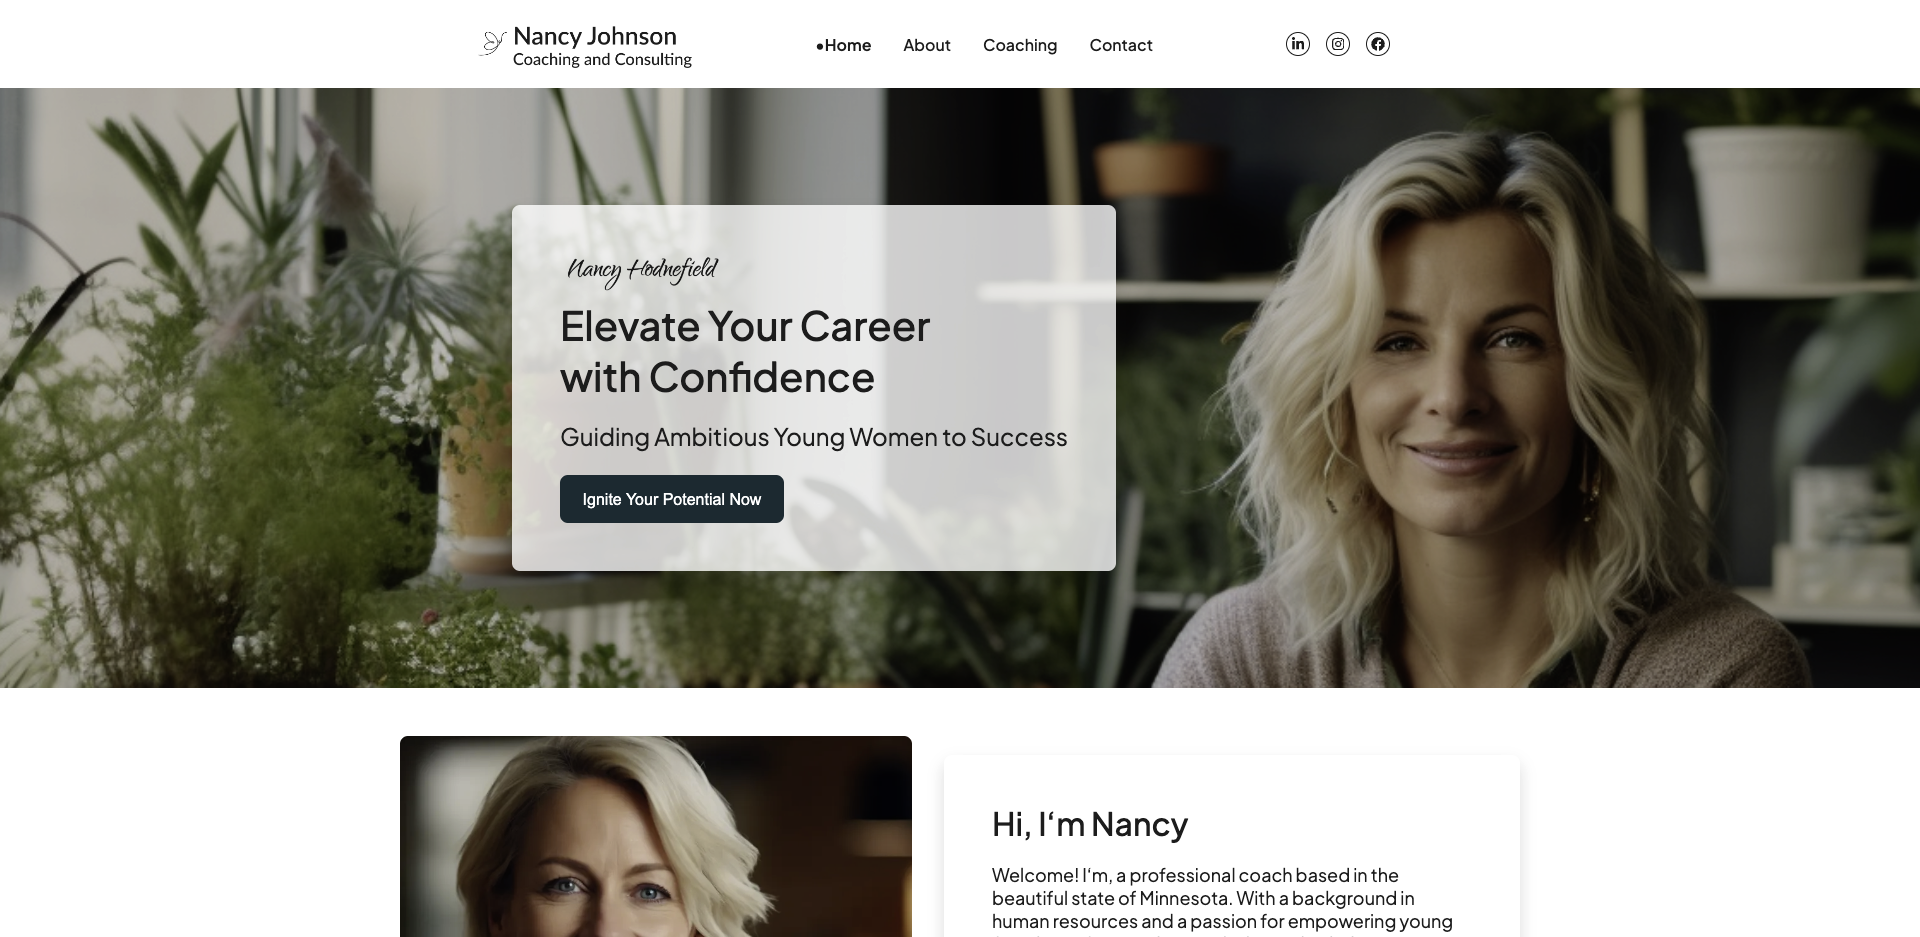 Nancy Johnson
Coaching and Consulting
•Home About Coaching Contact
Nancy Hodnefield
Elevate Your Career
with Confidence
Guiding Ambitious Young Women to Success
Ignite Your Potential Now
Hi, I‘m Nancy
Welcome! I‘m, a professional coach based in the
beautiful state of Minnesota. With a background in
human resources and a passion for empowering young